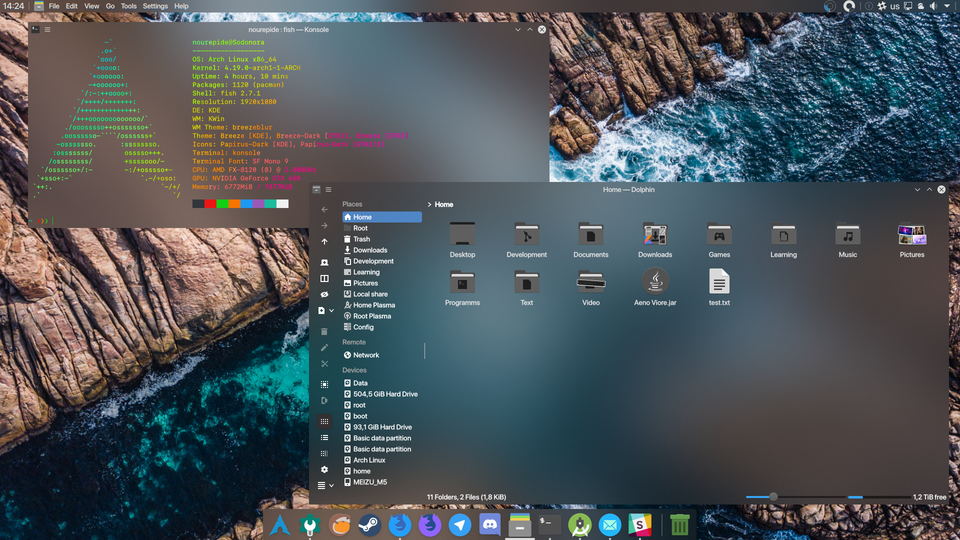 14:24 File Edit View Go Tools Settings Help us
nourepide : fish — Konsole
nourepide@Sodonora
OS: Arch Linux x86_64
Kernel: 4.19.0-arch1-1-ARCH
Uptime: 4 hours, 10 mins
Packages: 1120 (pacman)
Shell: fish 2.7.1
Resolution: 1920x1080
DE: KDE
WM: KWin
WM Theme: breezeblur
Theme: Breeze [KDE], Breeze-Dark [
Icons: Papirus-Dark [KDE],
Terminal: konsole
Terminal Font: SF Mono 9
CPU: AMD FX-8120 (8) @
GPU: NVIDIA GeForce
Memory: 6772MiB
Home — Dolphin
Places
Home
Root
Trash
Downloads
Development
Documents
Learning
Pictures
Local share
Home Plasma
Root Plasma
Config
Remote
Network
Devices
Data
504,5 GiB Hard Drive
root
boot
93,1 GiB Hard Drive
Basic data partition
Basic data partition
Arch Linux
home
MEIZU_M5
> Home
Desktop Development Documents Downloads Games Learning Music Pictures
Programms Text Video Aeno Viore.jar test.txt
11 Folders, 2 Files (1,8 KiB) 1,2 TiB free